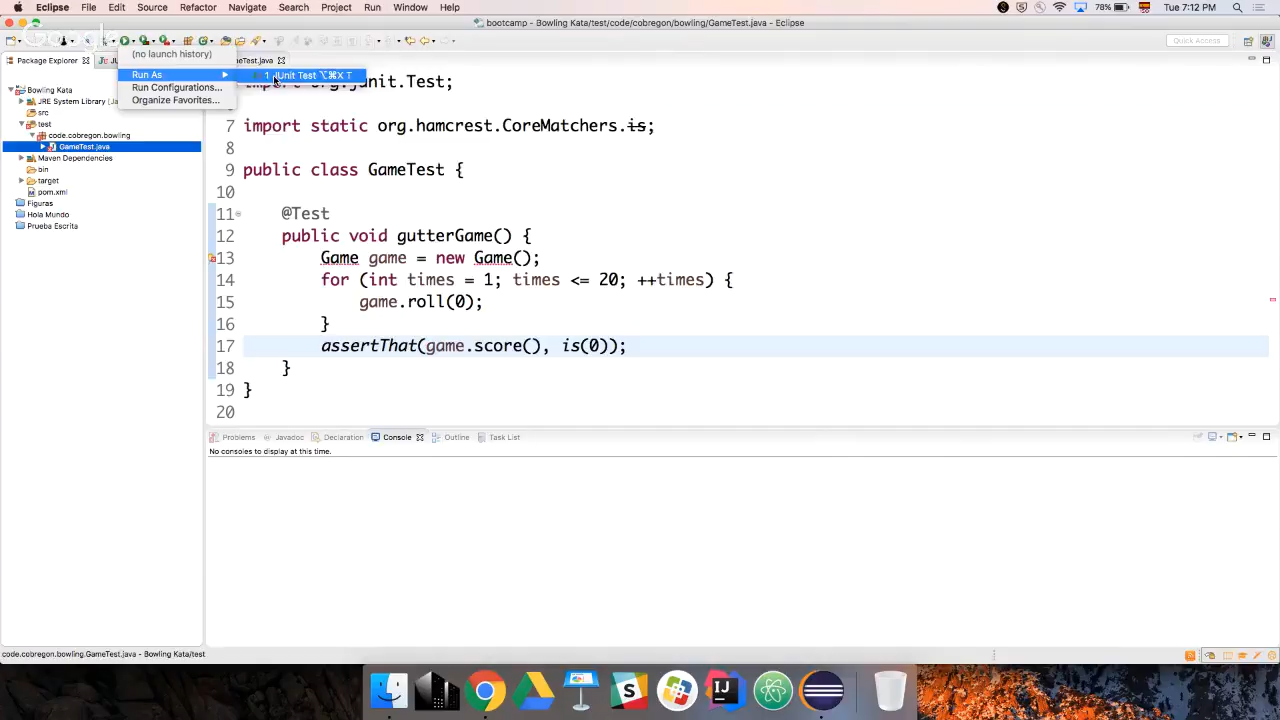 Eclipse File Edit Source Refactor Navigate Search Project Run Window Help 78% Tue 7:12 PM
bootcamp - Bowling Kata/test/code/cobregon/bowling/GameTest.java - Eclipse
Google
Quick Access
(no launch history)
Run As
Run Configurations...
Organize Favorites...
1 JUnit Test ⌥⌘X T
Package Explorer
Test.java
Bowling Kata
JRE System Library
src
test
code.cobregon.bowling
GameTest.java
Maven Dependencies
bin
target
pom.xml
Figuras
Hola Mundo
Prueba Escrita
import org.junit.Test;
7 import static org.hamcrest.CoreMatchers.is;
8
9 public class GameTest {
10
11 @Test
12 public void gutterGame() {
13 Game game = new Game();
14 for (int times = 1; times <= 20; ++times) {
15 game.roll(0);
16 }
17 assertThat(game.score(), is(0));
18 }
19 }
20
Problems Javadoc Declaration Console Outline Task List
No consoles to display at this time.
code.cobregon.bowling.GameTest.java - Bowling Kata/test